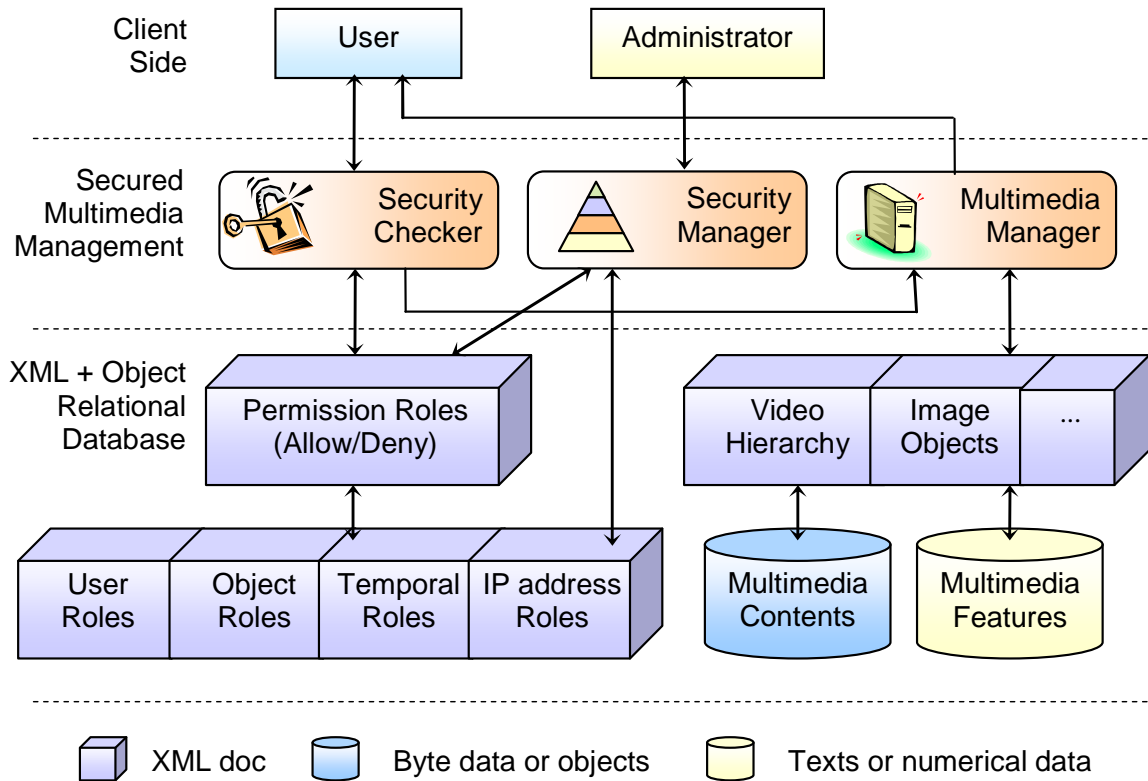 Client
Side
User
Administrator
Secured
Multimedia
Management
Security
Checker
Security
Manager
Multimedia
Manager
XML + Object
Relational
Database
Permission Roles
(Allow/Deny)
Video
Hierarchy
Image
Objects
...
User
Roles
Object
Roles
Temporal
Roles
IP address
Roles
Multimedia
Contents
Multimedia
Features
XML doc
Byte data or objects
Texts or numerical data